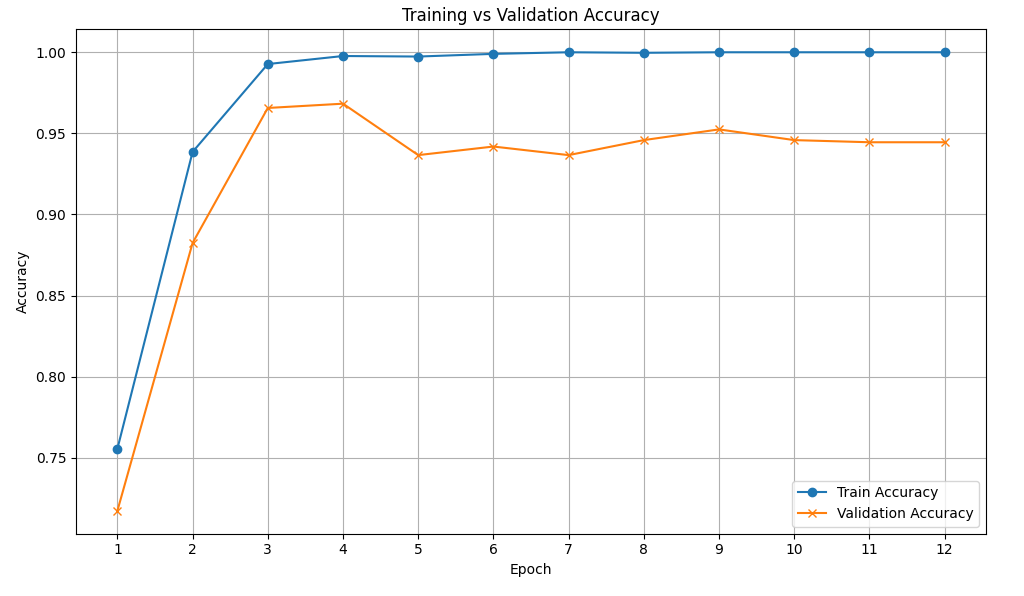 Training vs Validation Accuracy
1.00
0.95
0.90
0.85
0.80
0.75
Accuracy
1 2 3 4 5 6 7 8 9 10 11 12
Epoch
Train Accuracy
Validation Accuracy